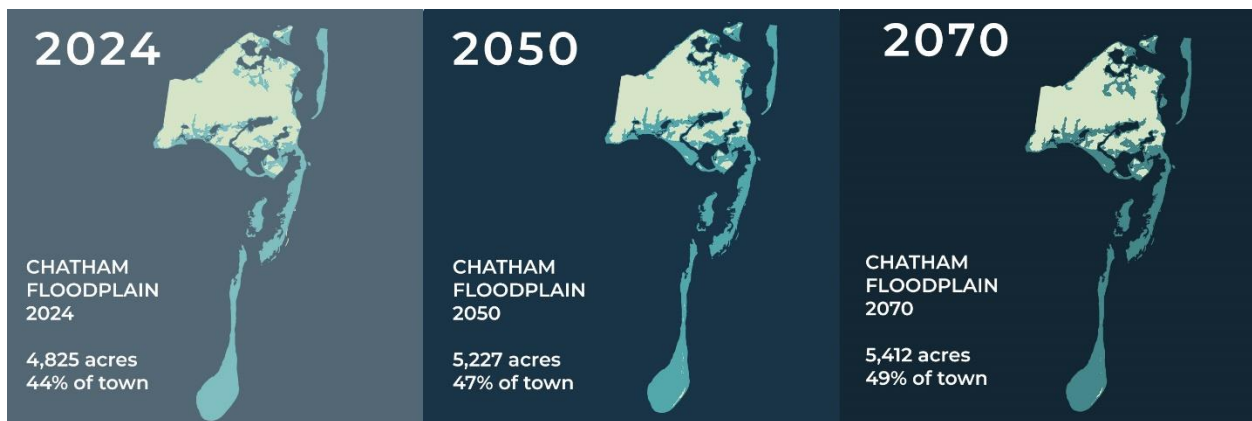 2024
CHATHAM
FLOODPLAIN
2024
4,825 acres
44% of town
2050
CHATHAM
FLOODPLAIN
2050
5,227 acres
47% of town
2070
CHATHAM
FLOODPLAIN
2070
5,412 acres
49% of town